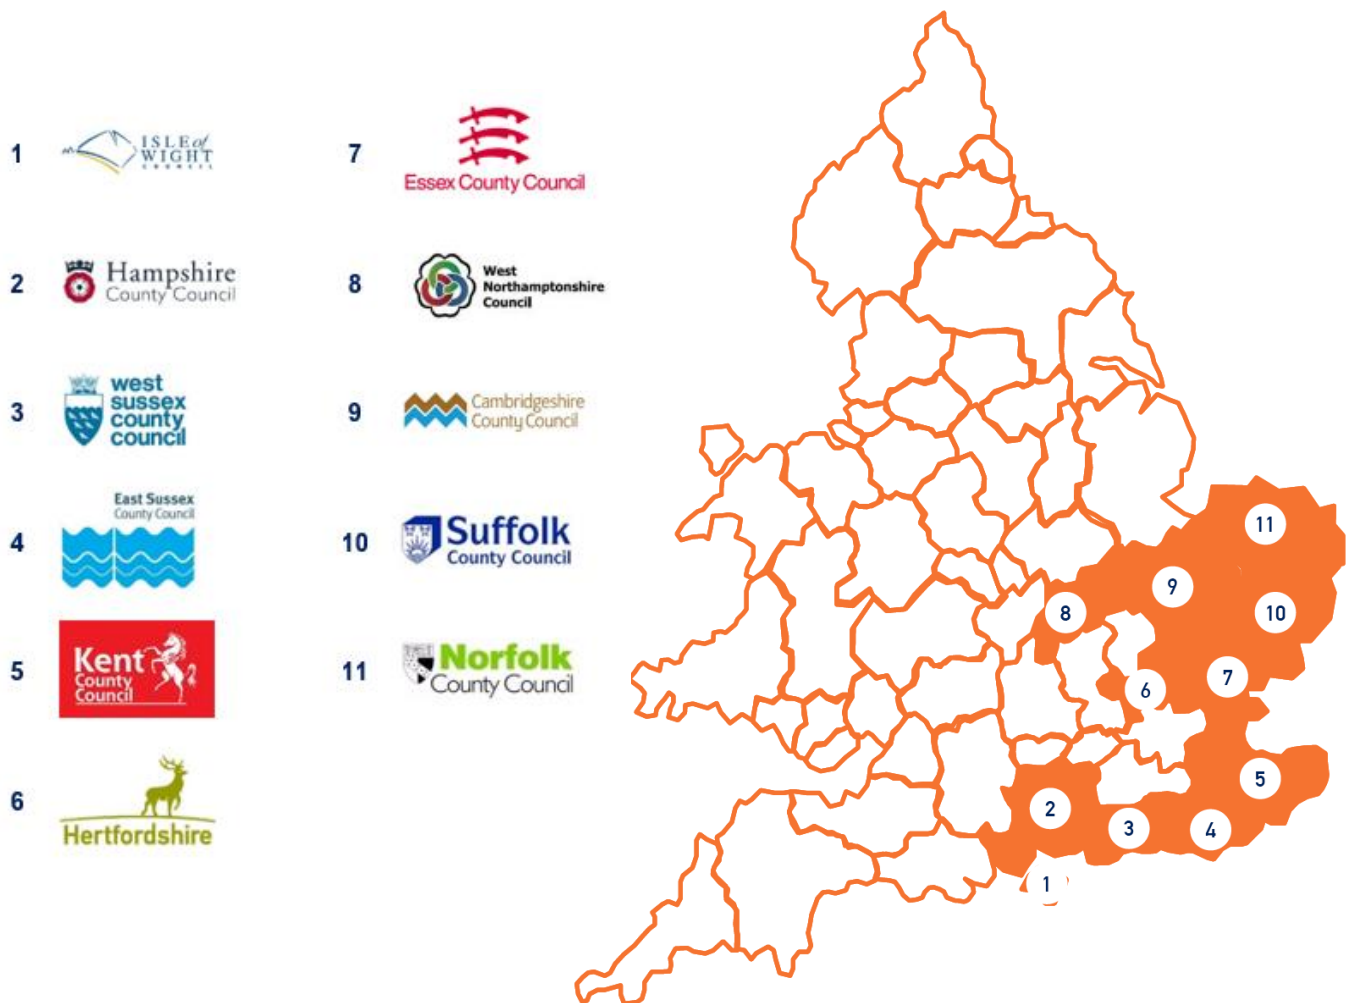 1
ISLE of
WIGHT
COUNCIL
2
Hampshire
County Council
3
west
sussex
county
council
4
East Sussex
County Council
5
Kent
County
Council
6
Hertfordshire
7
Essex County Council
8
West
Northamptonshire
Council
9
Cambridgeshire
County Council
10
Suffolk
County Council
11
Norfolk
County Council
11
9
8
10
6
7
5
2
3
4
1